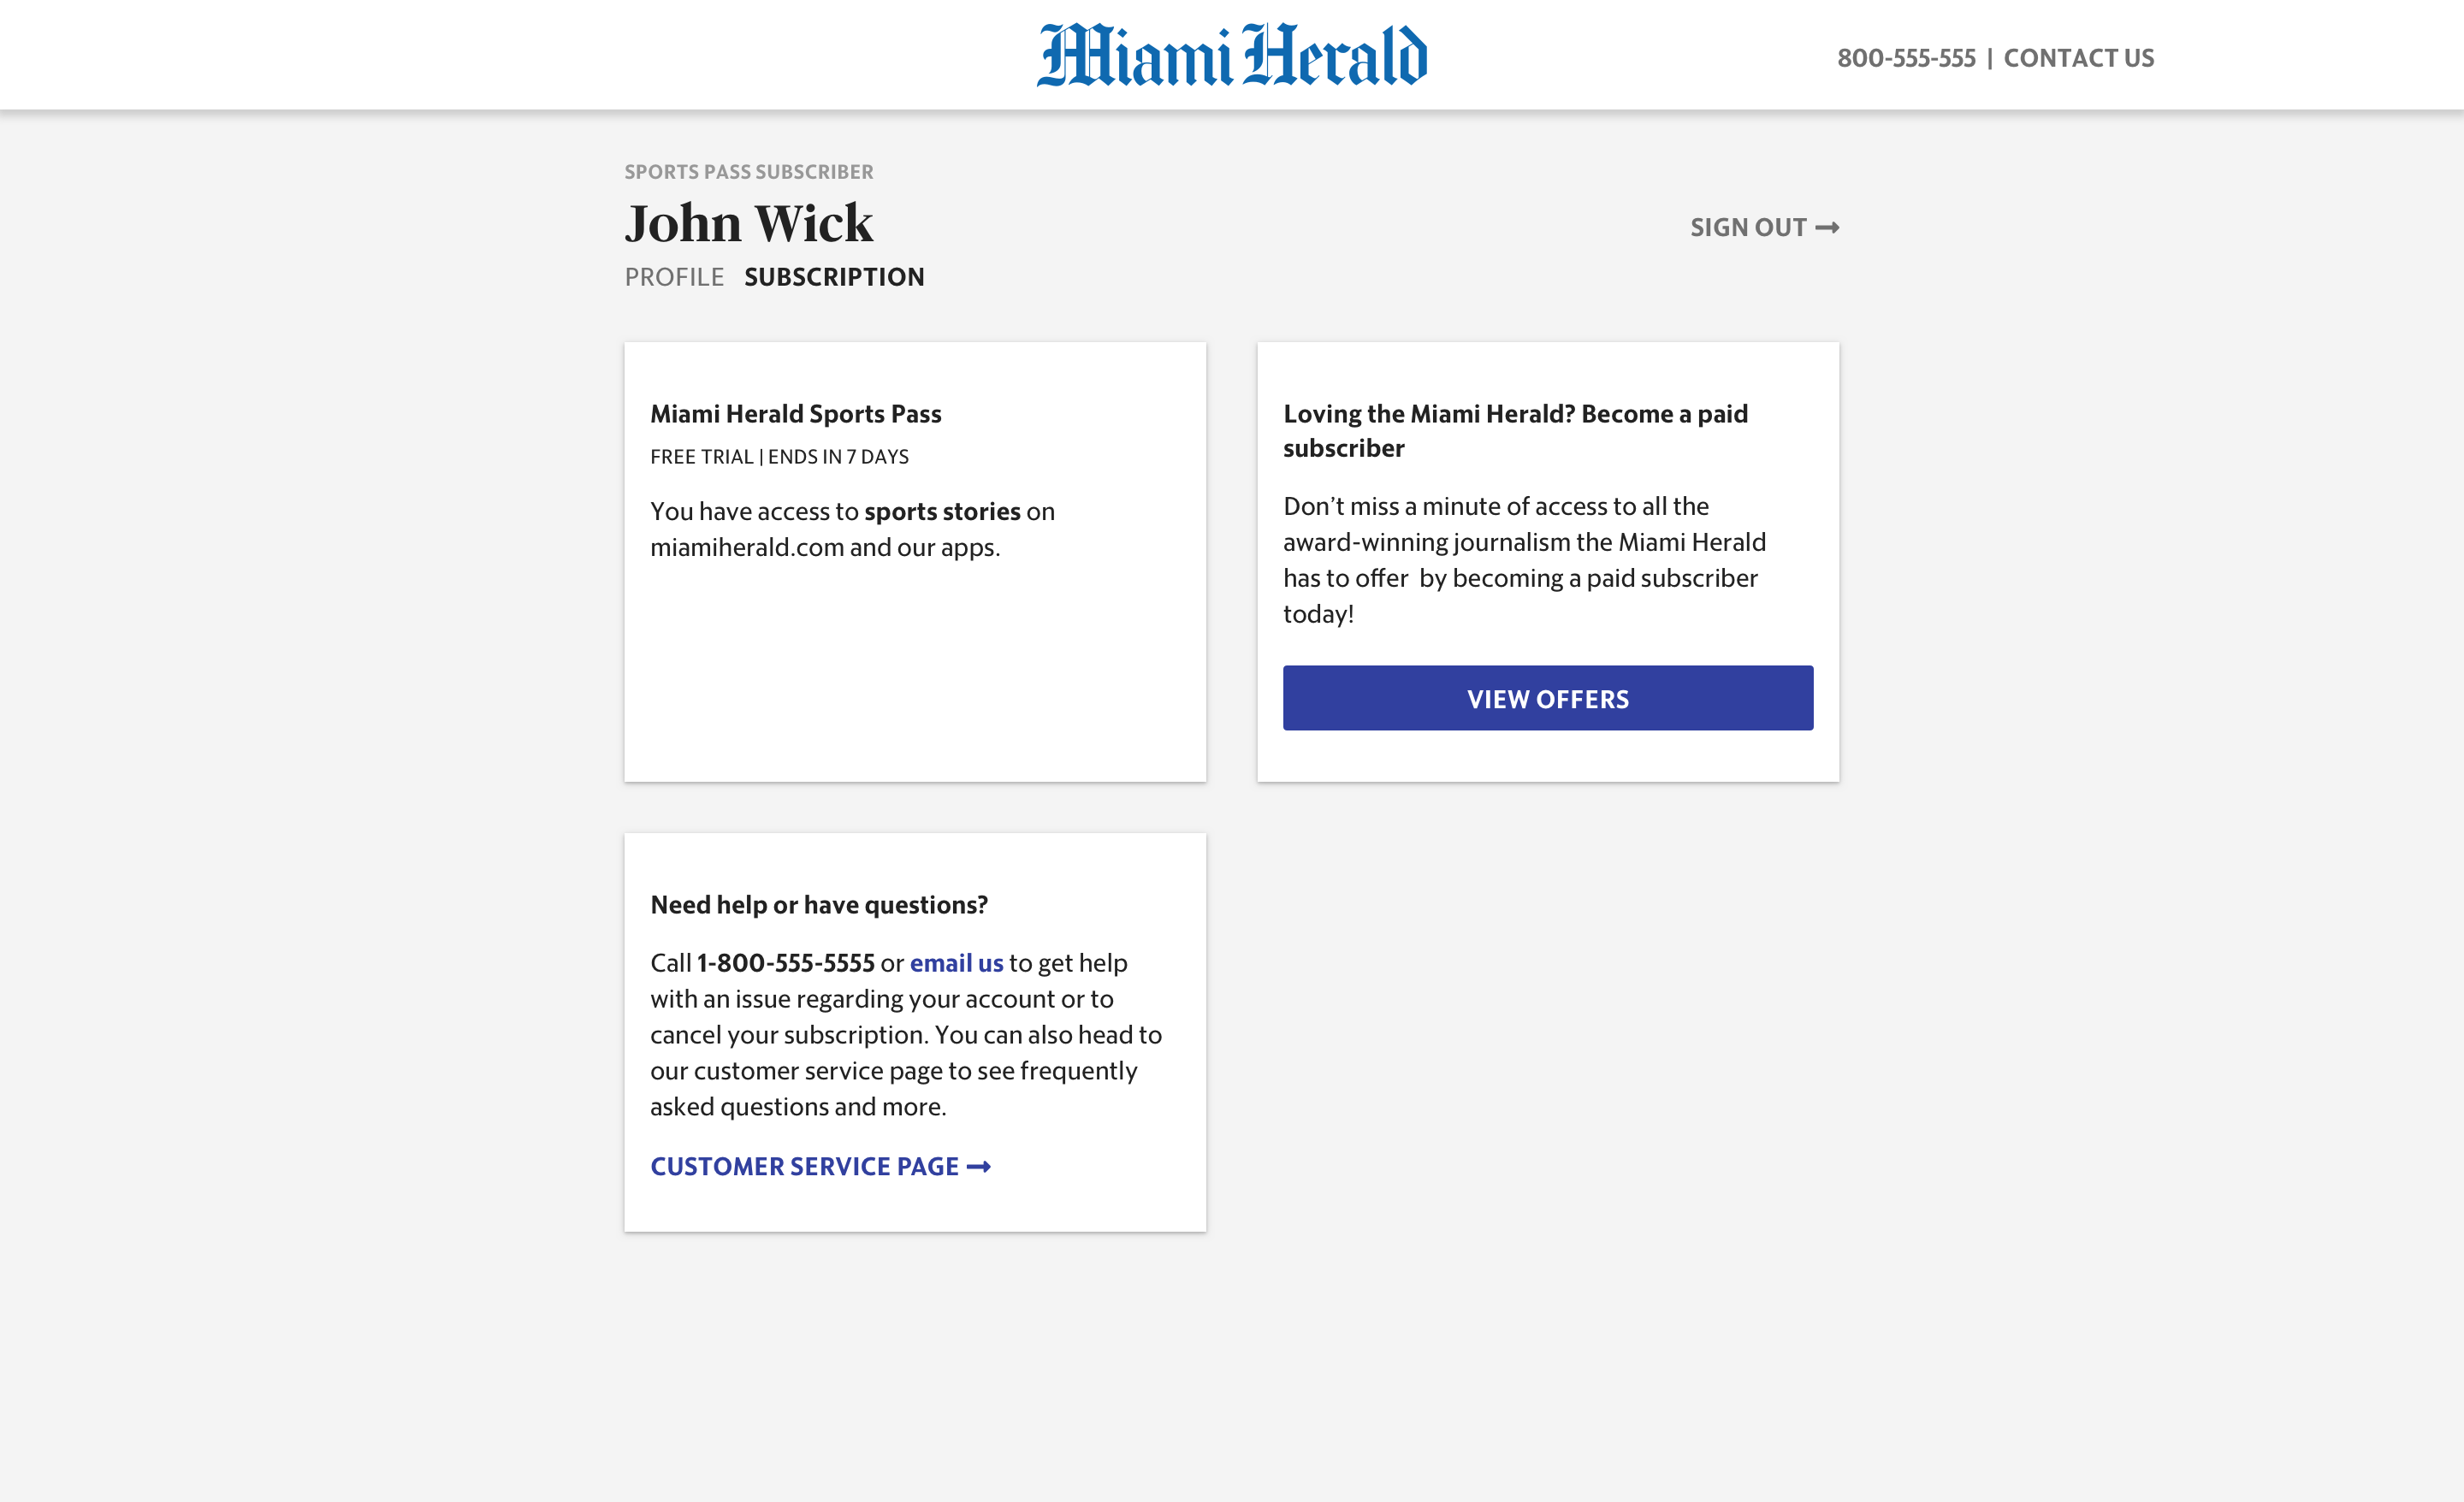 Miami Herald
800-555-555 | CONTACT US
SPORTS PASS SUBSCRIBER
John Wick
SIGN OUT
PROFILE SUBSCRIPTION
Miami Herald Sports Pass
FREE TRIAL | ENDS IN 7 DAYS
You have access to sports stories on
miamiherald.com and our apps.
Loving the Miami Herald? Become a paid
subscriber
Don’t miss a minute of access to all the
award-winning journalism the Miami Herald
has to offer  by becoming a paid subscriber
today!
VIEW OFFERS
Need help or have questions?
Call 1-800-555-5555 or email us to get help
with an issue regarding your account or to
cancel your subscription. You can also head to
our customer service page to see frequently
asked questions and more.
CUSTOMER SERVICE PAGE